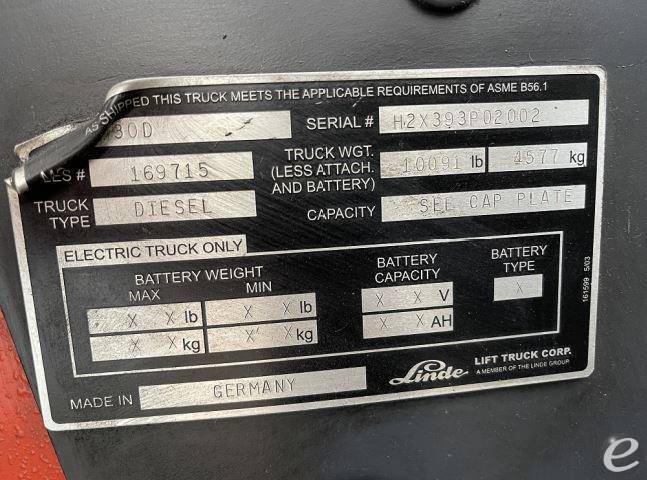 AS SHIPPED THIS TRUCK MEETS THE APPLICABLE REQUIREMENTS OF ASME B56.1
30D SERIAL # H2X393P02002
LES # 169715 TRUCK WGT. (LESS ATTACH. AND BATTERY) 10091 lb 4577 kg
TRUCK TYPE DIESEL CAPACITY SEE CAP PLATE
ELECTRIC TRUCK ONLY
BATTERY WEIGHT BATTERY CAPACITY BATTERY TYPE
MAX MIN
X X lb X X lb X X V X
X X kg X X kg X X AH
161599 5/03
MADE IN GERMANY
Linde LIFT TRUCK CORP.
A MEMBER OF THE LINDE GROUP
e